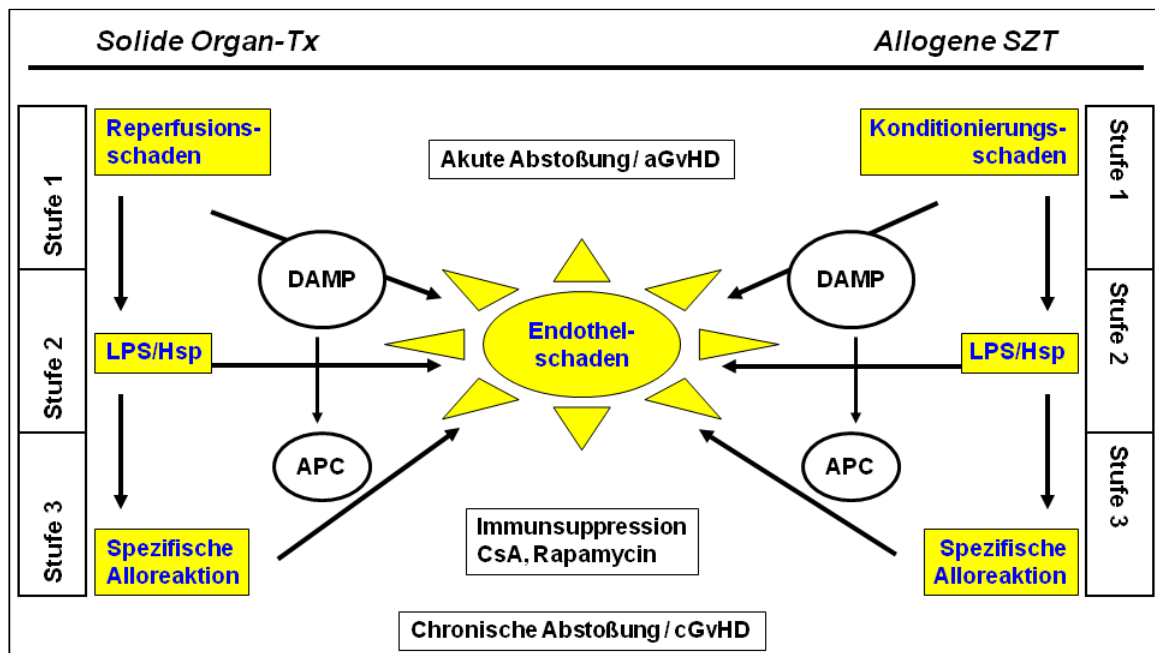 Solide Organ-Tx
Allogene SZT
Stufe 1
Reperfusions-
schaden
Akute Abstoßung / aGvHD
Konditionierungs-
schaden
Stufe 1
DAMP
DAMP
Stufe 2
LPS/Hsp
Endothel-
schaden
LPS/Hsp
Stufe 2
APC
APC
Stufe 3
Spezifische
Alloreaktion
Immunsuppression
CsA, Rapamycin
Spezifische
Alloreaktion
Stufe 3
Chronische Abstoßung / cGvHD